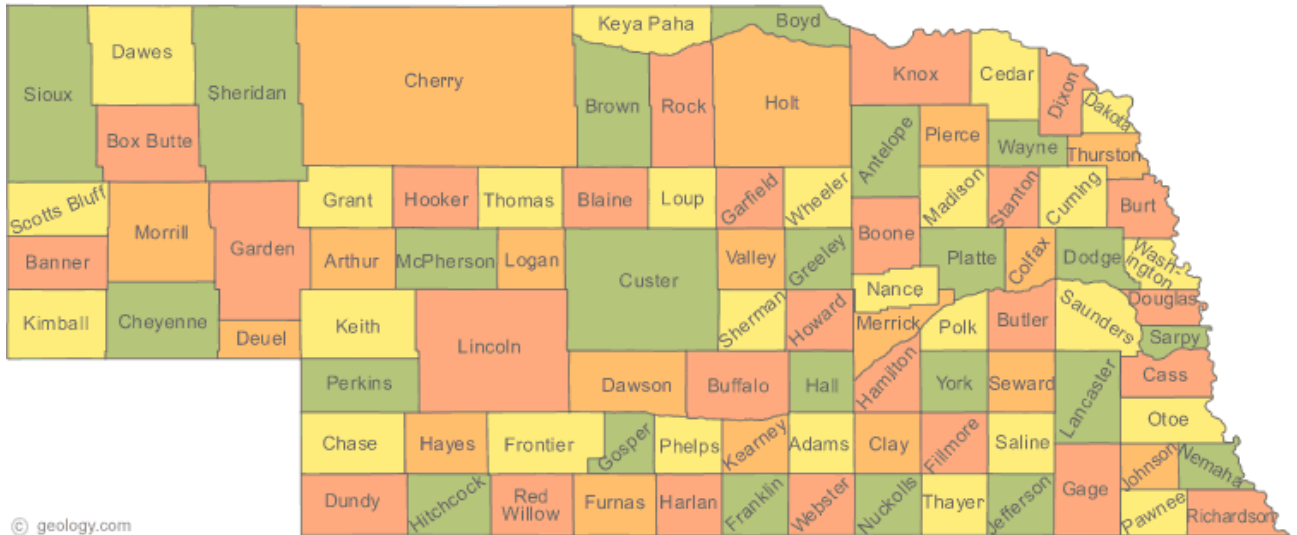 Keya Paha
Boyd
Dawes
Cherry
Knox
Cedar
Dixon
Sioux
Sheridan
Brown
Rock
Holt
Dakota
Box Butte
Antelope
Pierce
Wayne
Thurston
Scotts Bluff
Grant
Hooker
Thomas
Blaine
Loup
Garfield
Wheeler
Madison
Stanton
Cuming
Burt
Morrill
Garden
Boone
Banner
Arthur
McPherson
Logan
Custer
Valley
Greeley
Platte
Colfax
Dodge
Wash-
ington
Nance
Kimball
Cheyenne
Keith
Sherman
Howard
Merrick
Polk
Butler
Saunders
Douglas
Deuel
Lincoln
Sarpy
Perkins
Dawson
Buffalo
Hall
Hamilton
York
Seward
Lancaster
Cass
Otoe
Chase
Hayes
Frontier
Gosper
Phelps
Kearney
Adams
Clay
Fillmore
Saline
Johnson
Nemaha
Dundy
Hitchcock
Red
Willow
Furnas
Harlan
Franklin
Webster
Nuckolls
Thayer
Jefferson
Gage
Pawnee
Richardson
© geology.com